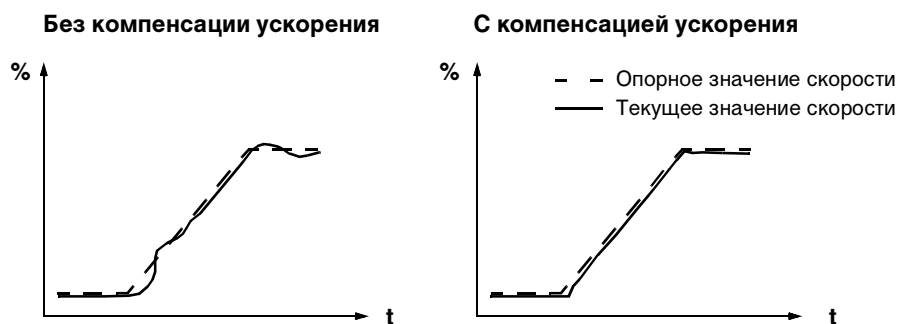 Без компенсации ускорения
С компенсацией ускорения
%
%
Опорное значение скорости
Текущее значение скорости
t
t